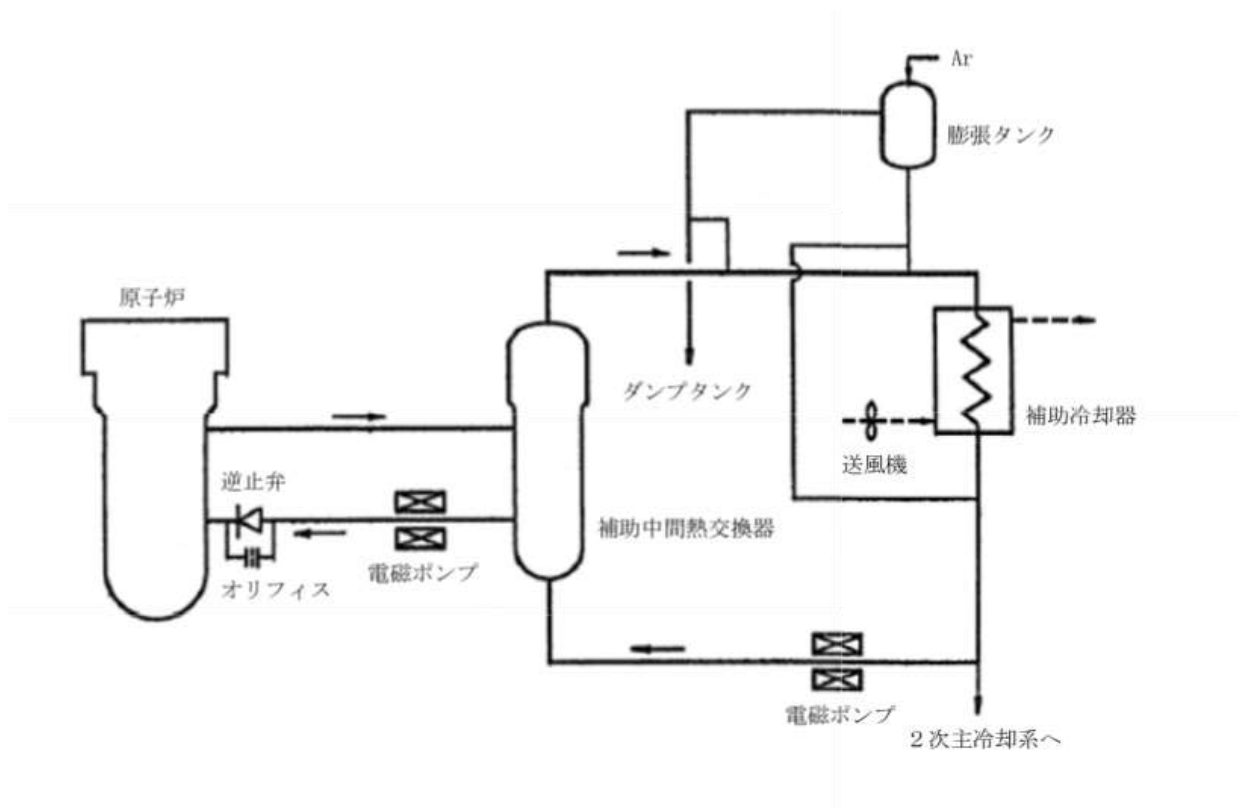 Ar
膨張タンク
原子炉
ダンプタンク
補助冷却器
送風機
逆止弁
補助中間熱交換器
電磁ポンプ
オリフィス
電磁ポンプ
2次主冷却系へ